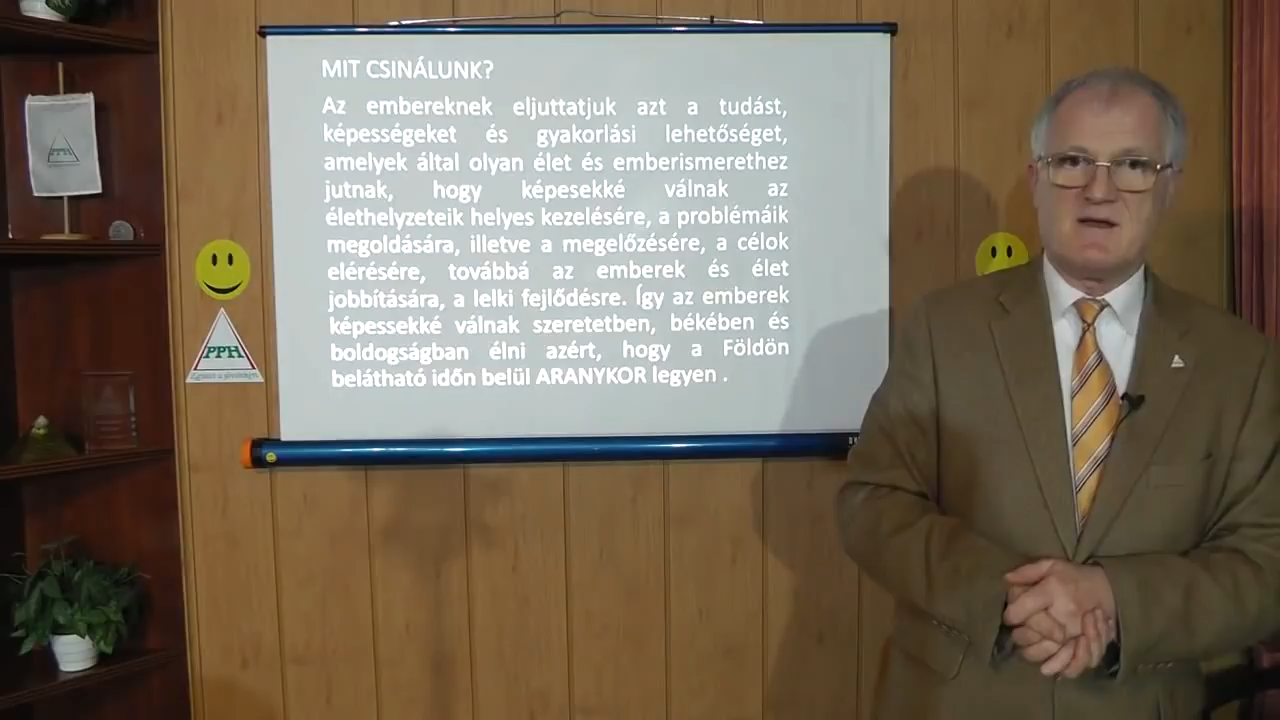 MIT CSINÁLUNK?
Az embereknek eljuttatjuk azt a tudást,
képességeket és gyakorlási lehetőséget,
amelyek által olyan élet és emberismerethez
jutnak, hogy képesekké válnak az
élethelyzeteik helyes kezelésére, a problémáik
megoldására, illetve a megelőzésére, a célok
elérésére, továbbá az emberek és élet
jobbítására, a lelki fejlődésre. Így az emberek
képessekké válnak szeretetben, békében és
boldogságban élni azért, hogy a Földön
belátható időn belül ARANYKOR legyen .
PPH